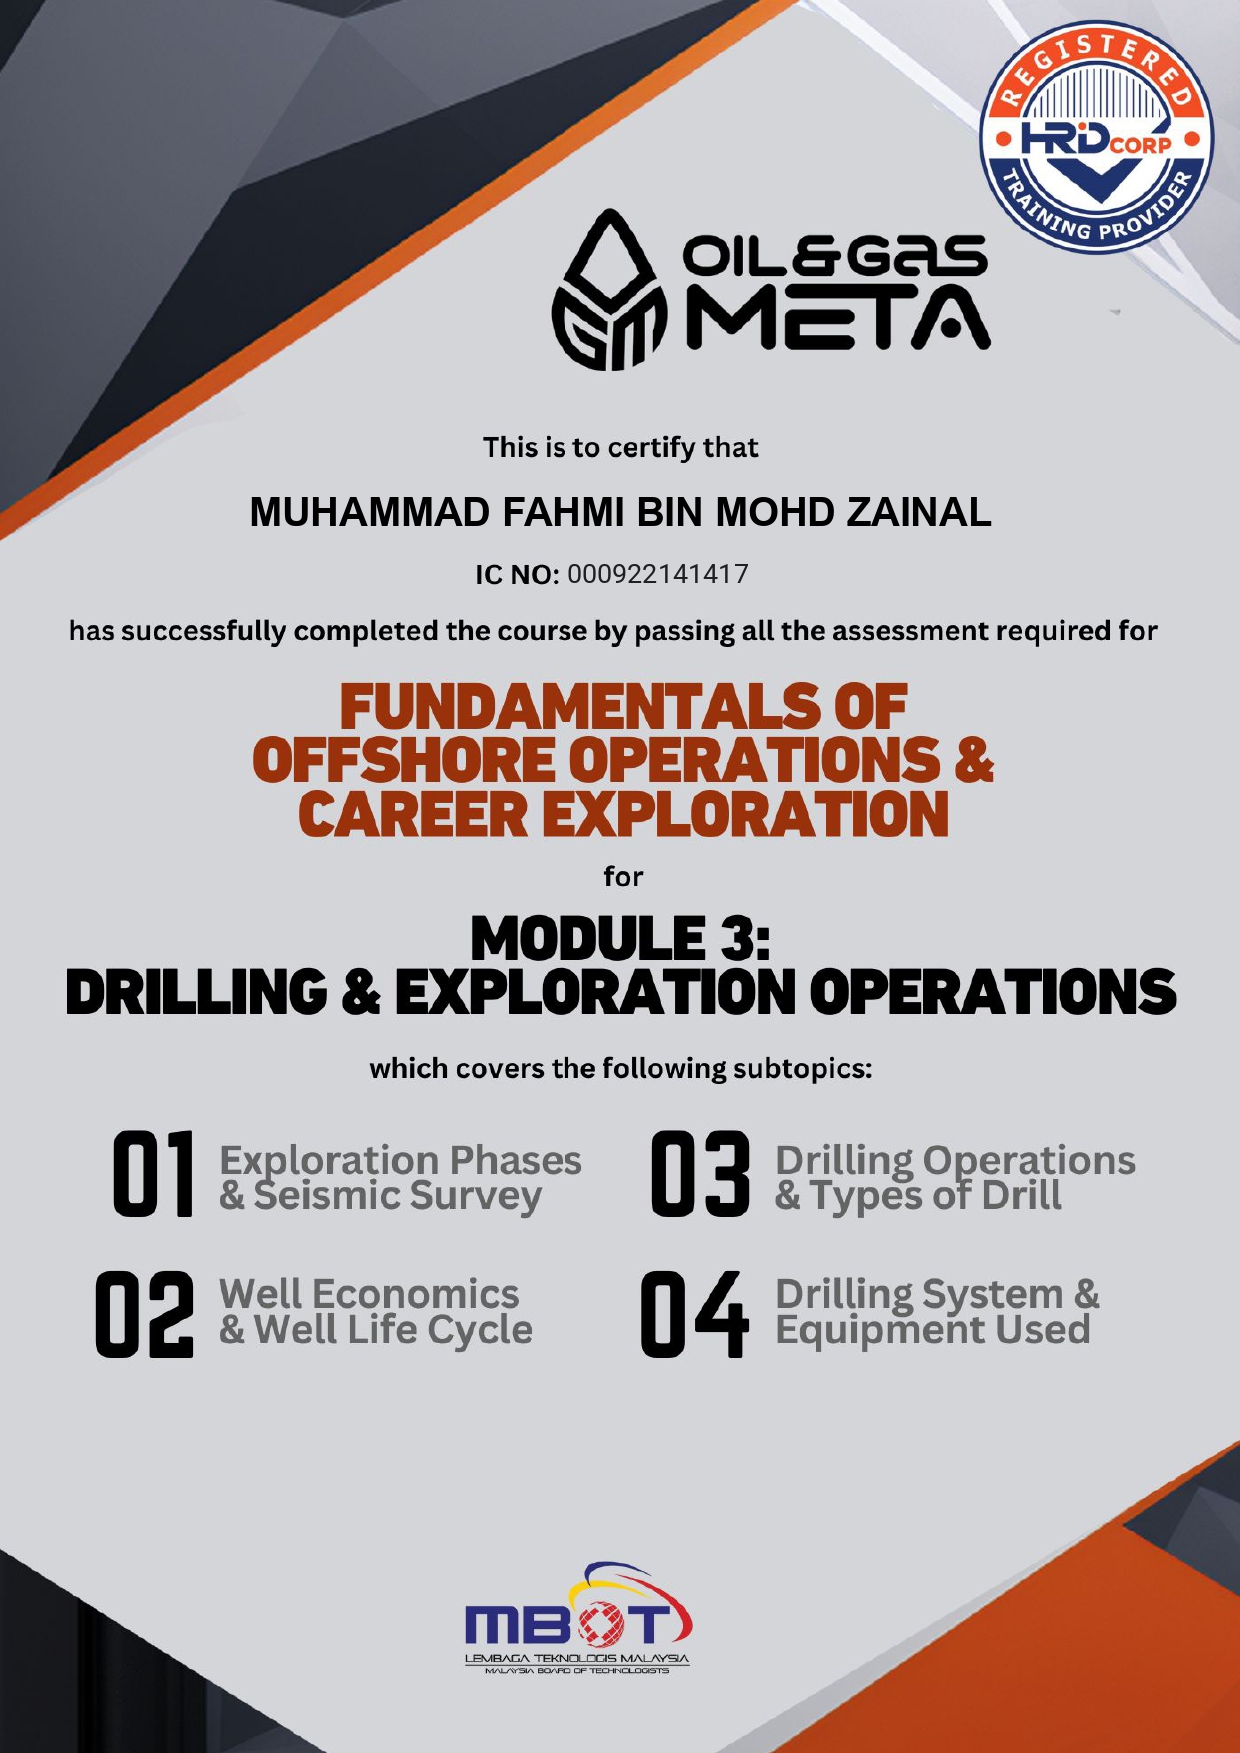 REGISTERED
HRD CORP
TRAINING PROVIDER
OIL&GAS
META
GM
This is to certify that
MUHAMMAD FAHMI BIN MOHD ZAINAL
IC NO: 000922141417
has successfully completed the course by passing all the assessment required for
FUNDAMENTALS OF
OFFSHORE OPERATIONS &
CAREER EXPLORATION
for
MODULE 3:
DRILLING & EXPLORATION OPERATIONS
which covers the following subtopics:
01 Exploration Phases
& Seismic Survey
02 Well Economics
& Well Life Cycle
03 Drilling Operations
& Types of Drill
04 Drilling System &
Equipment Used
MBOT
LEMBAGA TEKNOLOGIS MALAYSIA
MALAYSIA BOARD OF TECHNOLOGISTS